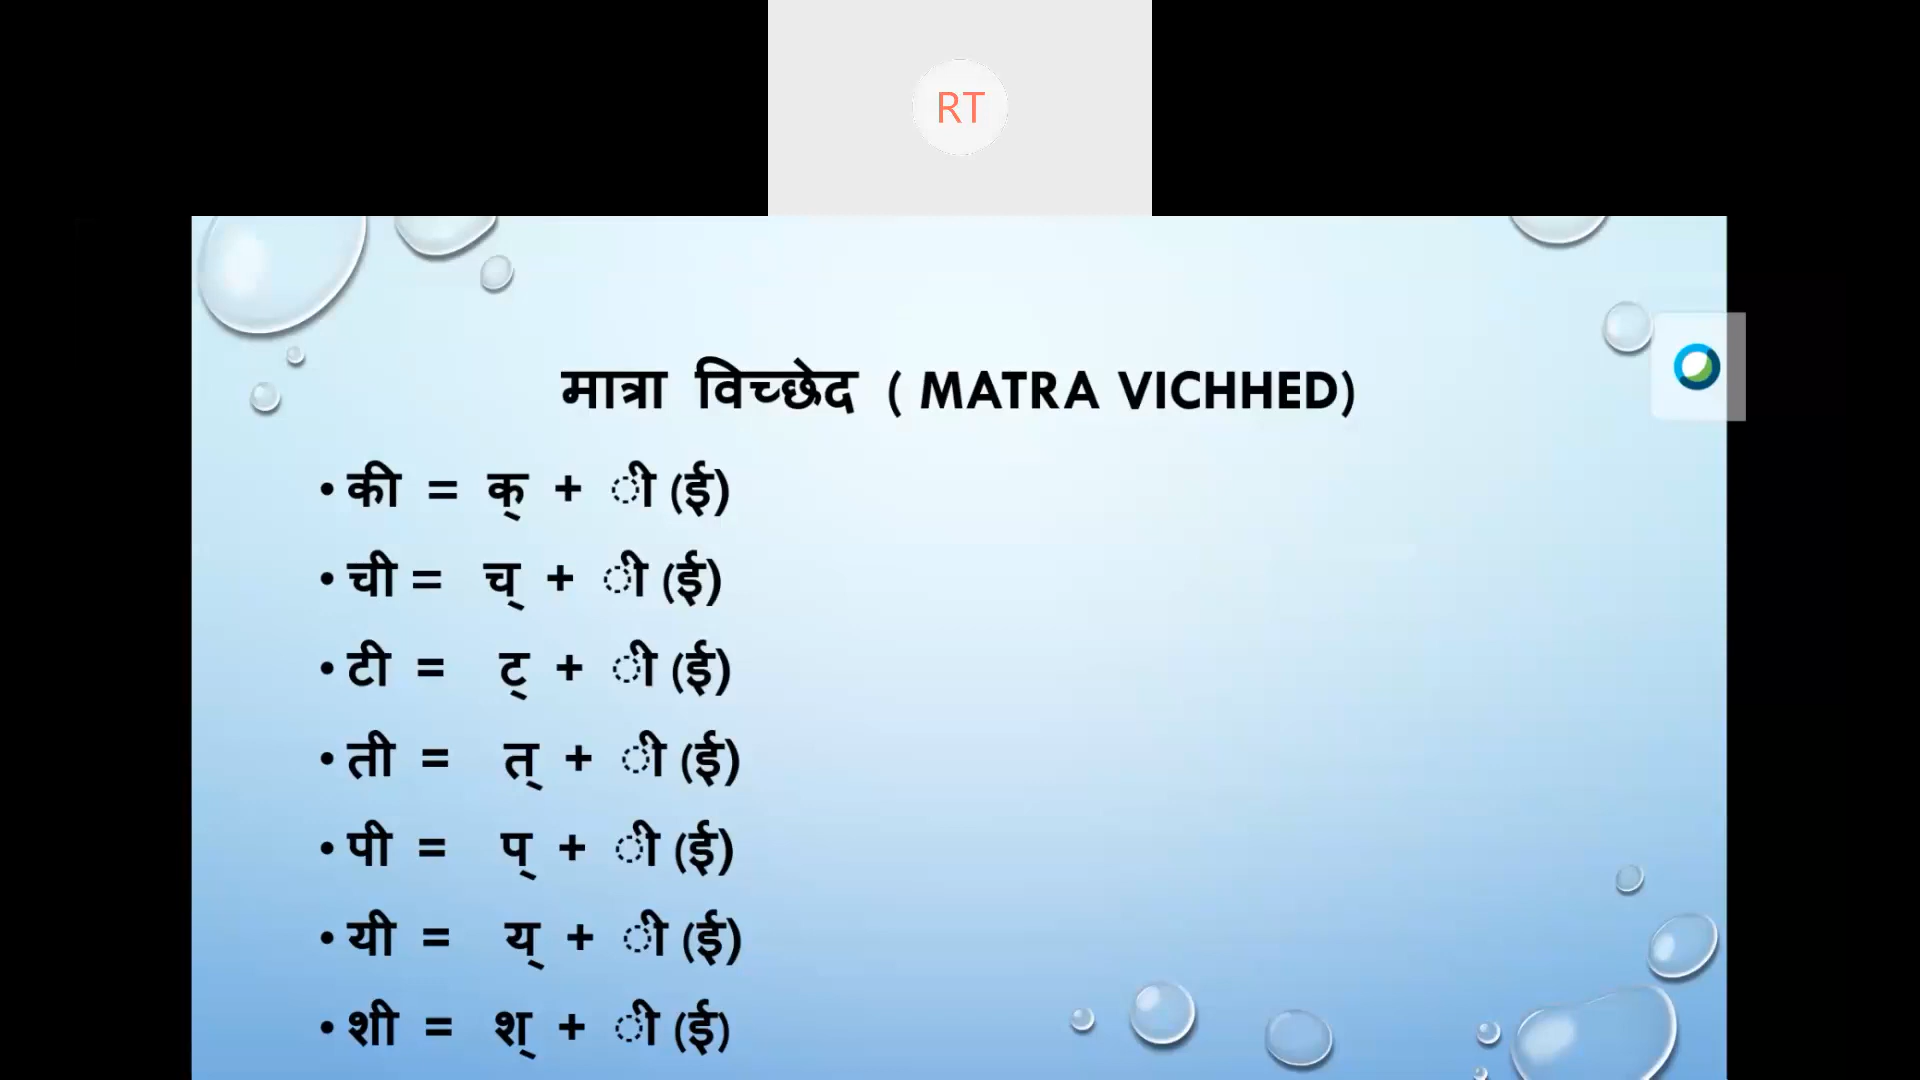 RT
मात्रा विच्छेद ( MATRA VICHHED)
• की = क् + ी (ई)
• ची = च् + ी (ई)
• टी = ट् + ी (ई)
• ती = त् + ी (ई)
• पी = प् + ी (ई)
• यी = य् + ी (ई)
• शी = श् + ी (ई)